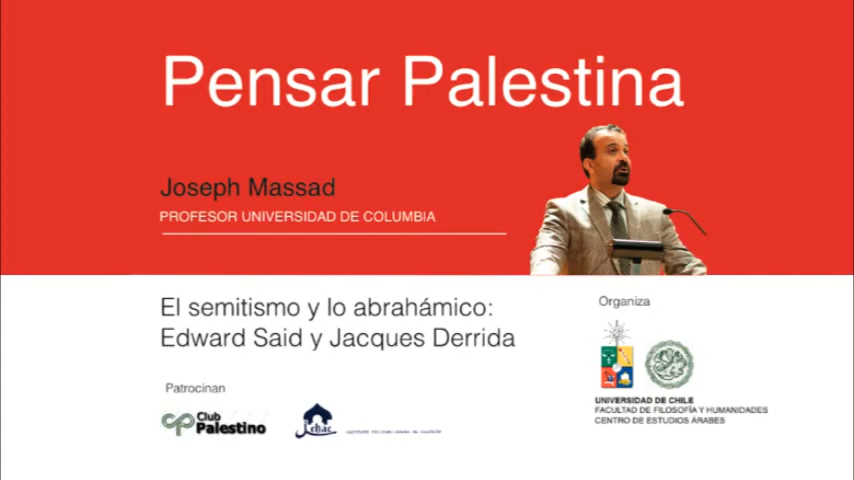 Pensar Palestina
Joseph Massad
PROFESOR UNIVERSIDAD DE COLUMBIA
El semitismo y lo abrahámico:
Edward Said y Jacques Derrida
Organiza
Patrocinan
Club
Palestino
UNIVERSIDAD DE CHILE
FACULTAD DE FILOSOFÍA Y HUMANIDADES
CENTRO DE ESTUDIOS ÁRABES